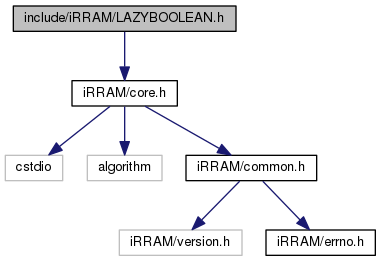 include/iRRAM/LAZYBOOLEAN.h
iRRAM/core.h
cstdio
algorithm
iRRAM/common.h
iRRAM/version.h
iRRAM/errno.h